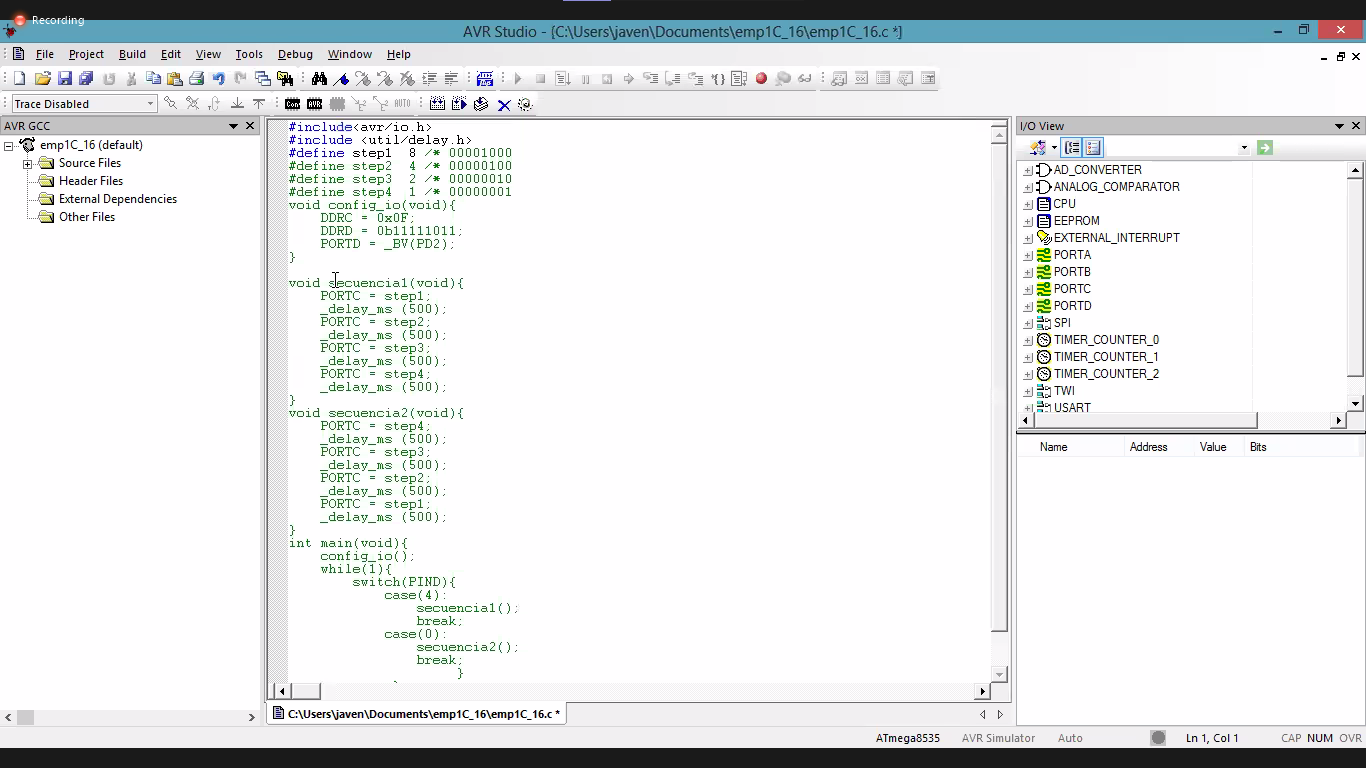 Recording
AVR Studio - [C:\Users\javen\Documents\emp1C_16\emp1C_16.c *]
File Project Build Edit View Tools Debug Window Help
Trace Disabled
Con AVR AUTO
AVR GCC
emp1C_16 (default)
Source Files
Header Files
External Dependencies
Other Files
#include<avr/io.h>
#include <util/delay.h>
#define step1 8 /* 00001000
#define step2 4 /* 00000100
#define step3 2 /* 00000010
#define step4 1 /* 00000001
void config_io(void){
DDRC = 0x0F;
DDRD = 0b11111011;
PORTD = _BV(PD2);
}
void secuencia1(void){
PORTC = step1;
_delay_ms (500);
PORTC = step2;
_delay_ms (500);
PORTC = step3;
_delay_ms (500);
PORTC = step4;
_delay_ms (500);
}
void secuencia2(void){
PORTC = step4;
_delay_ms (500);
PORTC = step3;
_delay_ms (500);
PORTC = step2;
_delay_ms (500);
PORTC = step1;
_delay_ms (500);
}
int main(void){
config_io();
while(1){
switch(PIND){
case(4):
secuencia1();
break;
case(0):
secuencia2();
break;
}
C:\Users\javen\Documents\emp1C_16\emp1C_16.c *
I/O View
AD_CONVERTER
ANALOG_COMPARATOR
CPU
EEPROM
EXTERNAL_INTERRUPT
PORTA
PORTB
PORTC
PORTD
SPI
TIMER_COUNTER_0
TIMER_COUNTER_1
TIMER_COUNTER_2
TWI
USART
Name Address Value Bits
ATmega8535 AVR Simulator Auto Ln 1, Col 1 CAP NUM OVR